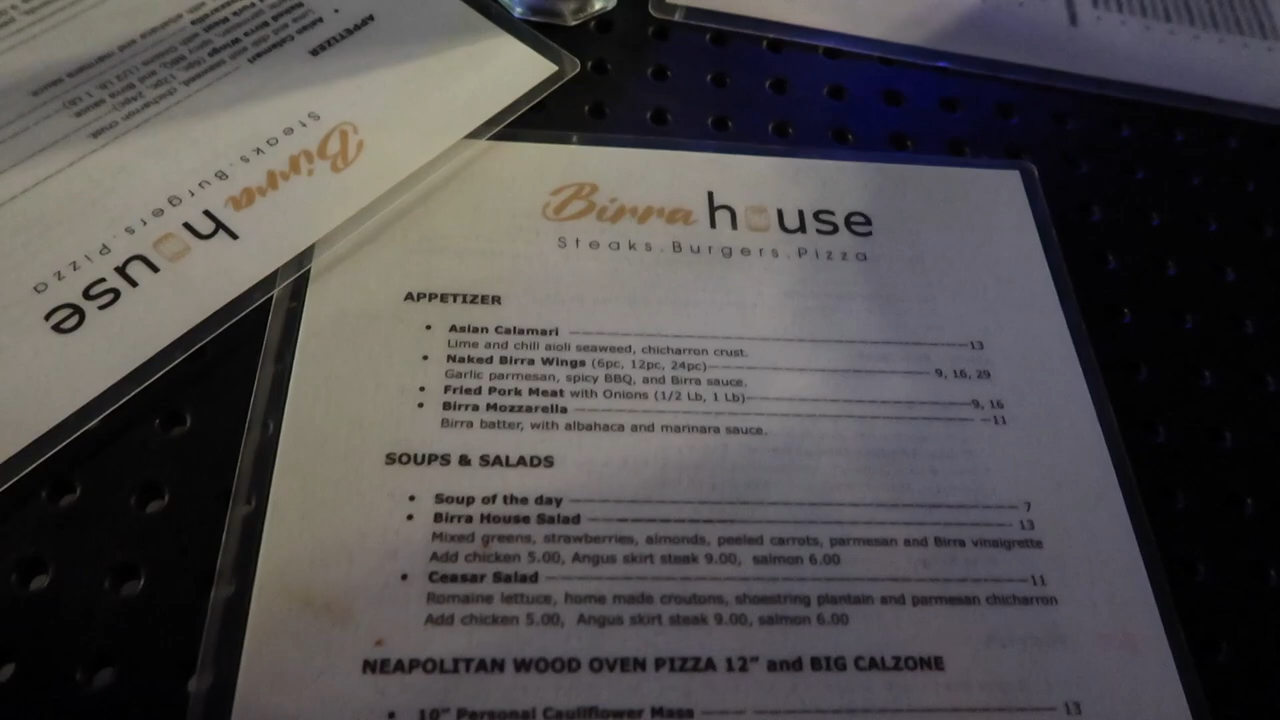 Birra house
Steaks.Burgers.Pizza
APPETIZER
• Asian Calamari 13
Lime and chili aioli seaweed, chicharron crust.
• Naked Birra Wings (6pc, 12pc, 24pc) 9, 16, 29
Garlic parmesan, spicy BBQ, and Birra sauce.
• Fried Pork Meat with Onions (1/2 Lb, 1 Lb) 9, 16
• Birra Mozzarella 11
Birra batter, with albahaca and marinara sauce.
SOUPS & SALADS
• Soup of the day 7
• Birra House Salad 13
Mixed greens, strawberries, almonds, peeled carrots, parmesan and Birra vinaigrette
Add chicken 5.00, Angus skirt steak 9.00, salmon 6.00
• Ceasar Salad 11
Romaine lettuce, home made croutons, shoestring plantain and parmesan chicharron
Add chicken 5.00, Angus skirt steak 9.00, salmon 6.00
NEAPOLITAN WOOD OVEN PIZZA 12" and BIG CALZONE
• 10" Personal Cauliflower Mass 13
Birra house
Steaks.Burgers.Pizza
APPETIZER